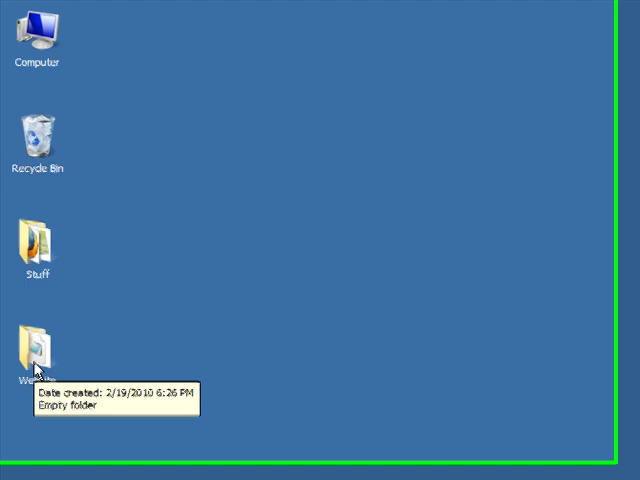 Computer
Recycle Bin
Stuff
Date created: 2/19/2010 6:26 PM
Empty folder